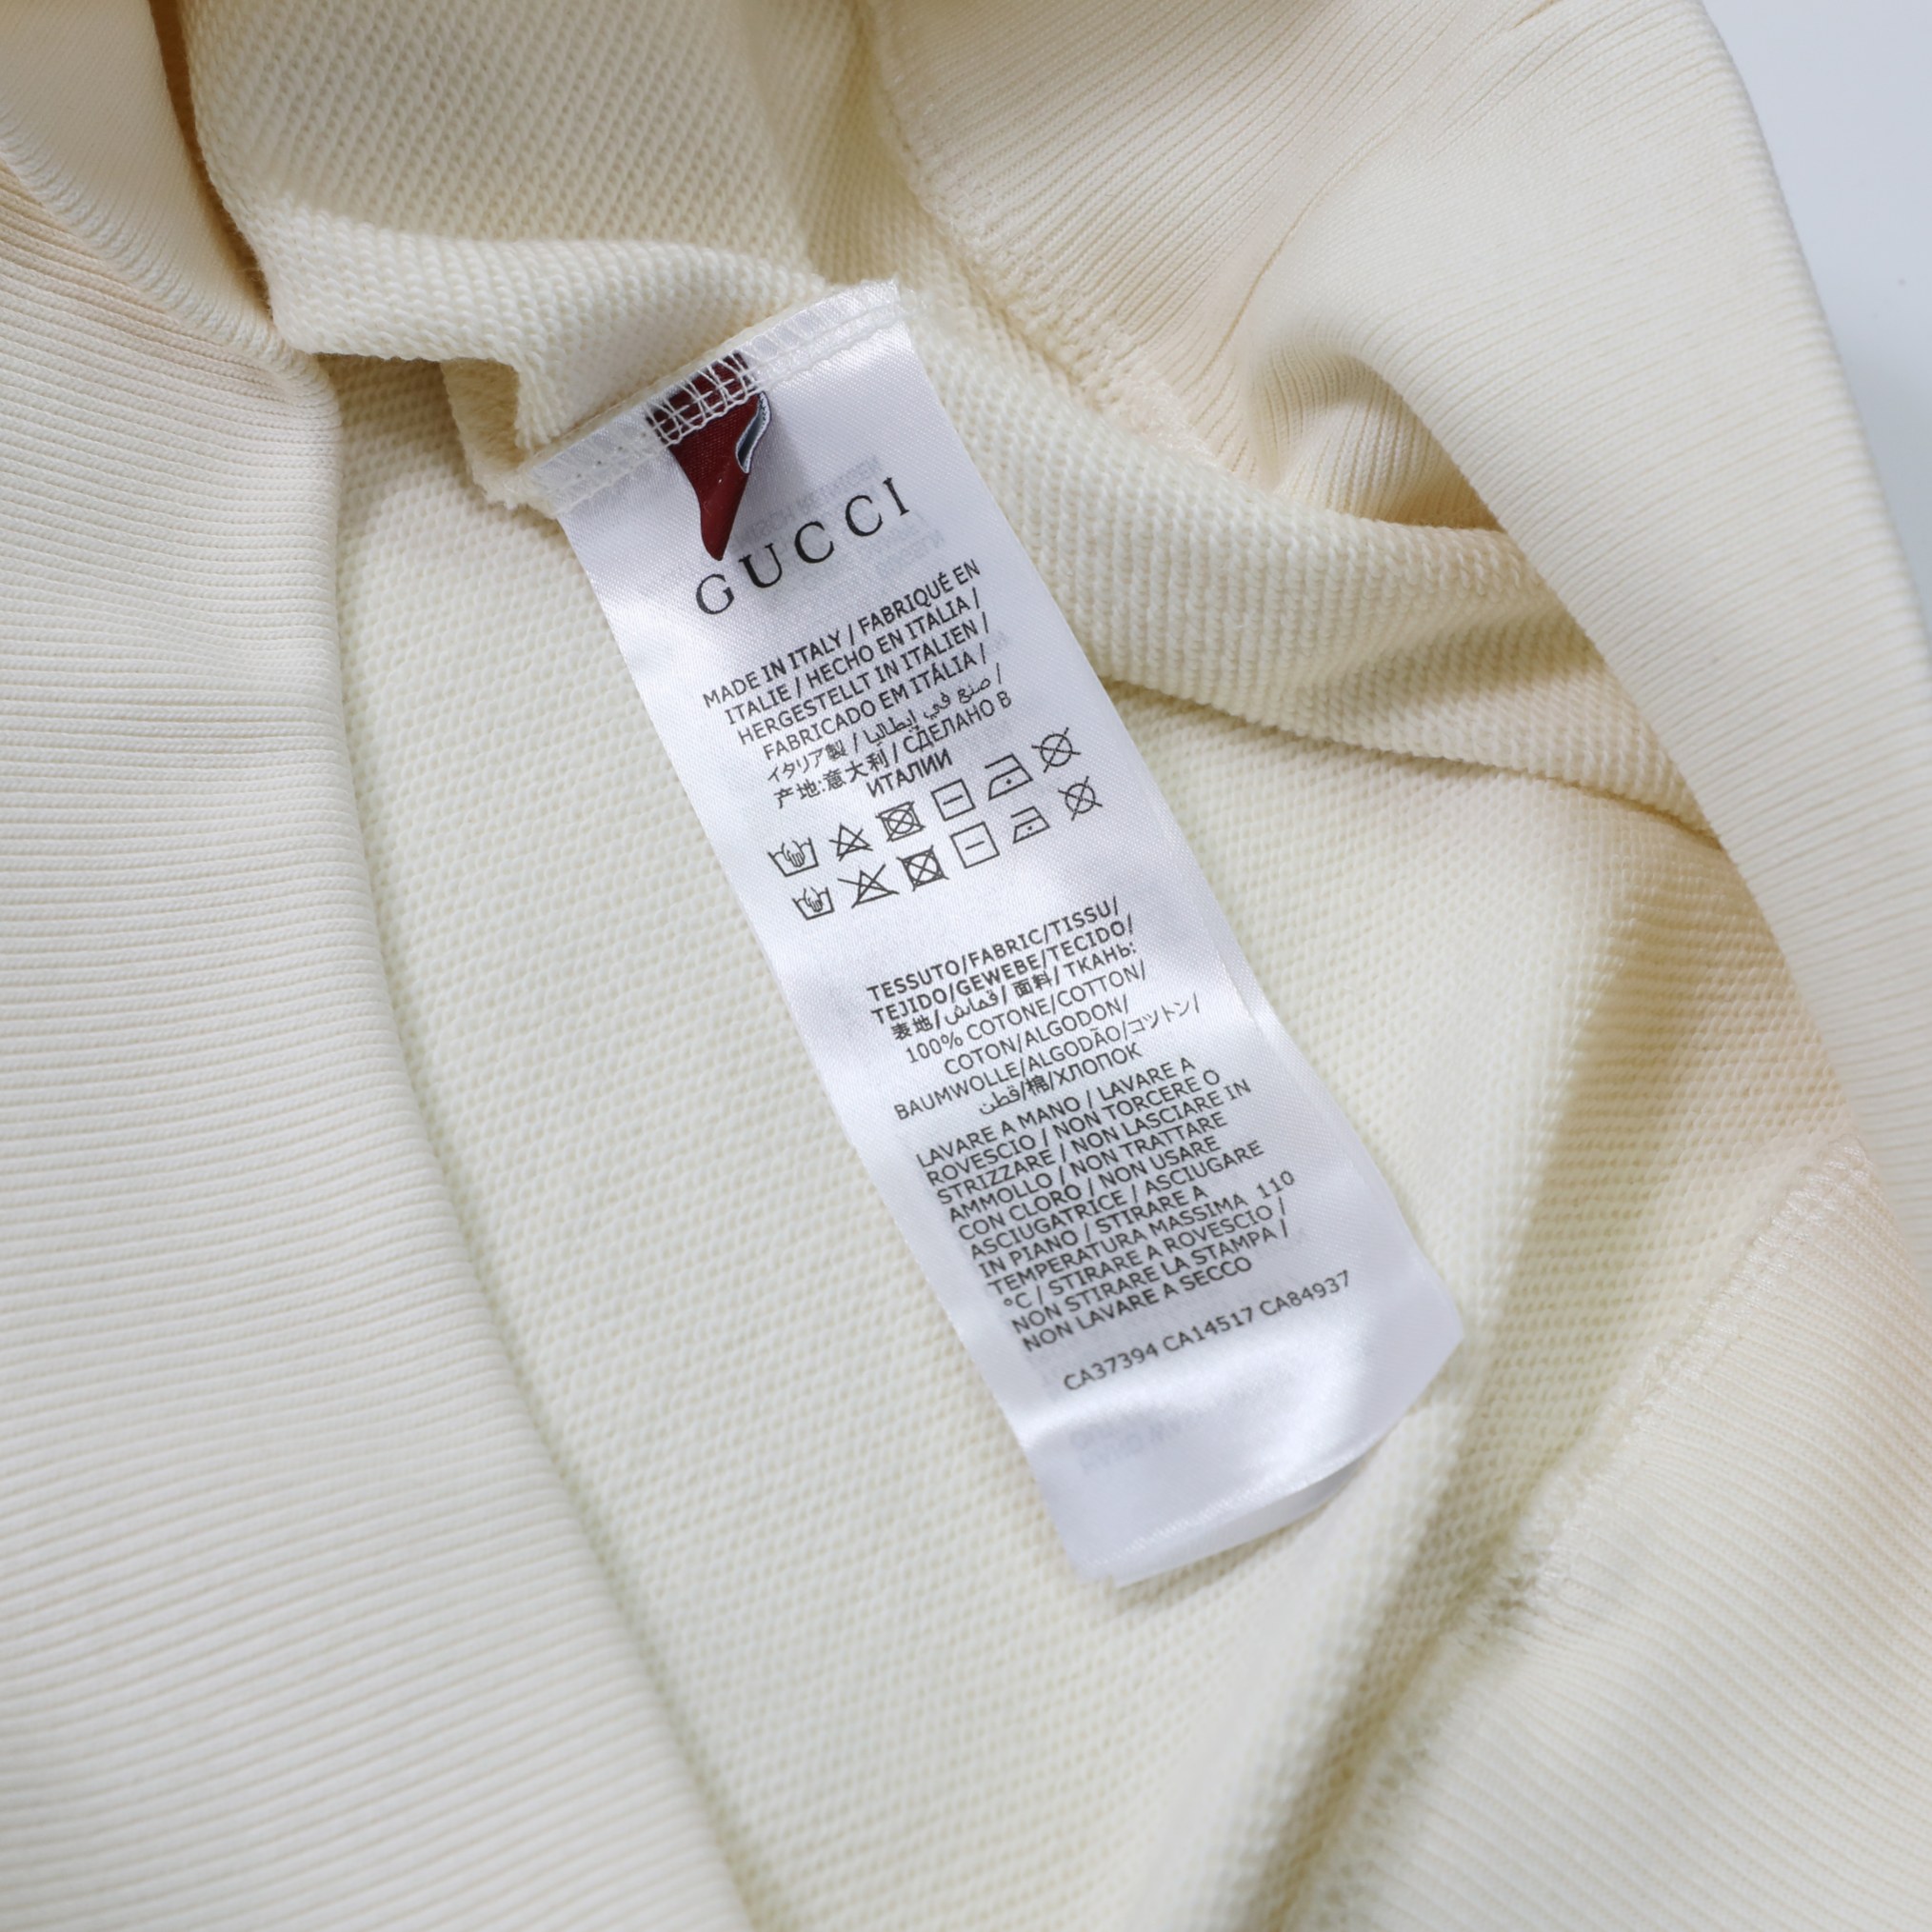 GUCCI
MADE IN ITALY / FABRIQUÉ EN
ITALIE / HECHO EN ITALIA /
HERGESTELLT IN ITALIEN /
FABRICADO EM ITÁLIA /
イタリア製 / صنع في إيطاليا /
产地:意大利 / СДЕЛАНО В
ИТАЛИИ
TESSUTO/FABRIC/TISSU/
TEJIDO/GEWEBE/TECIDO/
表地/قماش/面料/ТКАНЬ:
100% COTONE/COTTON/
COTON/ALGODON/
BAUMWOLLE/ALGODÃO/コットン/
قطن/棉/ХЛОПОК
LAVARE A MANO / LAVARE A
ROVESCIO / NON TORCERE O
STRIZZARE / NON LASCIARE IN
AMMOLLO / NON TRATTARE
CON CLORO / NON USARE
ASCIUGATRICE / ASCIUGARE
IN PIANO / STIRARE A
TEMPERATURA MASSIMA 110
°C / STIRARE A ROVESCIO /
NON STIRARE LA STAMPA /
NON LAVARE A SECCO
CA37394 CA14517 CA84937